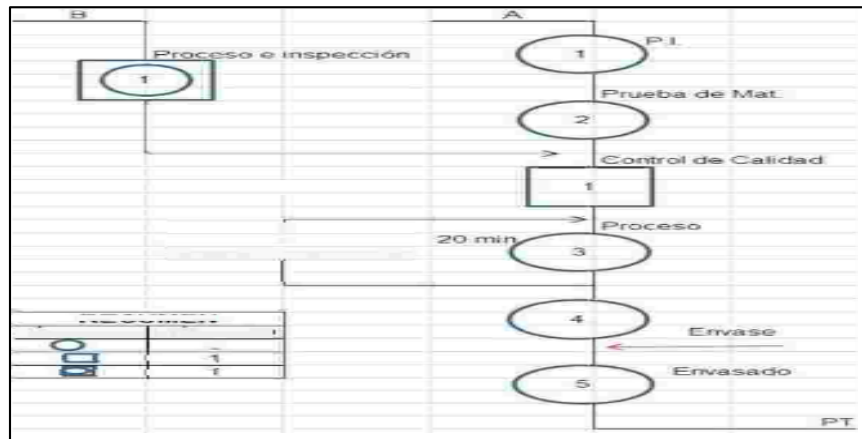 B
A
Proceso e inspección
1
1
P.I.
Prueba de Mat.
2
Control de Calidad
1
20 min
Proceso
3
4
Envase
1
1
5
Envasado
PT